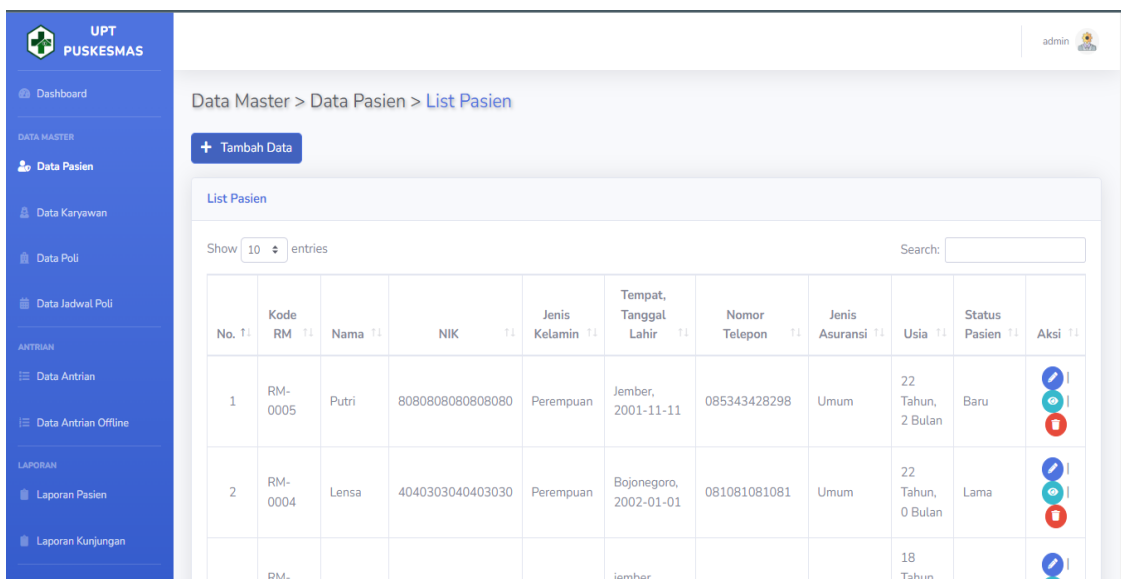 UPT
PUSKESMAS
admin
Dashboard
DATA MASTER
Data Pasien
Data Karyawan
Data Poli
Data Jadwal Poli
ANTRIAN
Data Antrian
Data Antrian Offline
LAPORAN
Laporan Pasien
Laporan Kunjungan
Data Master > Data Pasien > List Pasien
+ Tambah Data
List Pasien
Show 10 entries
Search:
No.
Kode
RM
Nama
NIK
Jenis
Kelamin
Tempat,
Tanggal
Lahir
Nomor
Telepon
Jenis
Asuransi
Usia
Status
Pasien
Aksi
1
RM-
0005
Putri
8080808080808080
Perempuan
Jember,
2001-11-11
085343428298
Umum
22
Tahun,
2 Bulan
Baru
|
|
2
RM-
0004
Lensa
4040303040403030
Perempuan
Bojonegoro,
2002-01-01
081081081081
Umum
22
Tahun,
0 Bulan
Lama
|
|
RM-
jember
18
Tahun
|